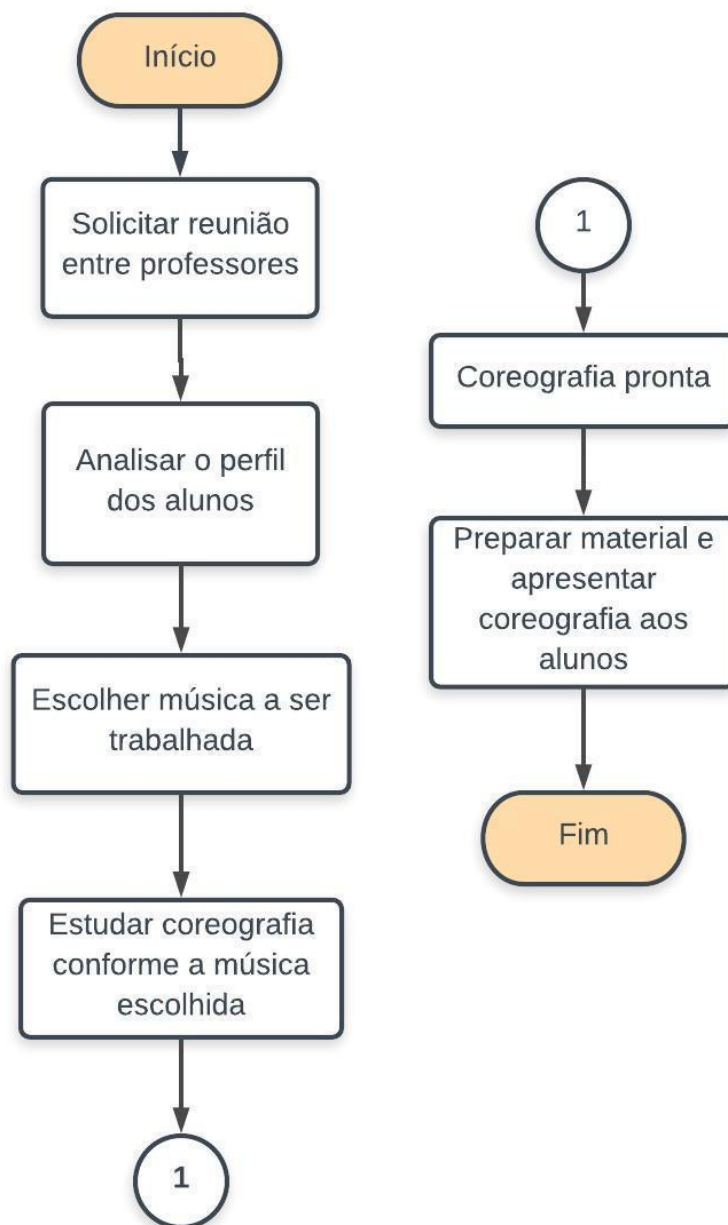 Início
Solicitar reunião
entre professores
Analisar o perfil
dos alunos
Escolher música a ser
trabalhada
Estudar coreografia
conforme a música
escolhida
1
1
Coreografia pronta
Preparar material e
apresentar
coreografia aos
alunos
Fim